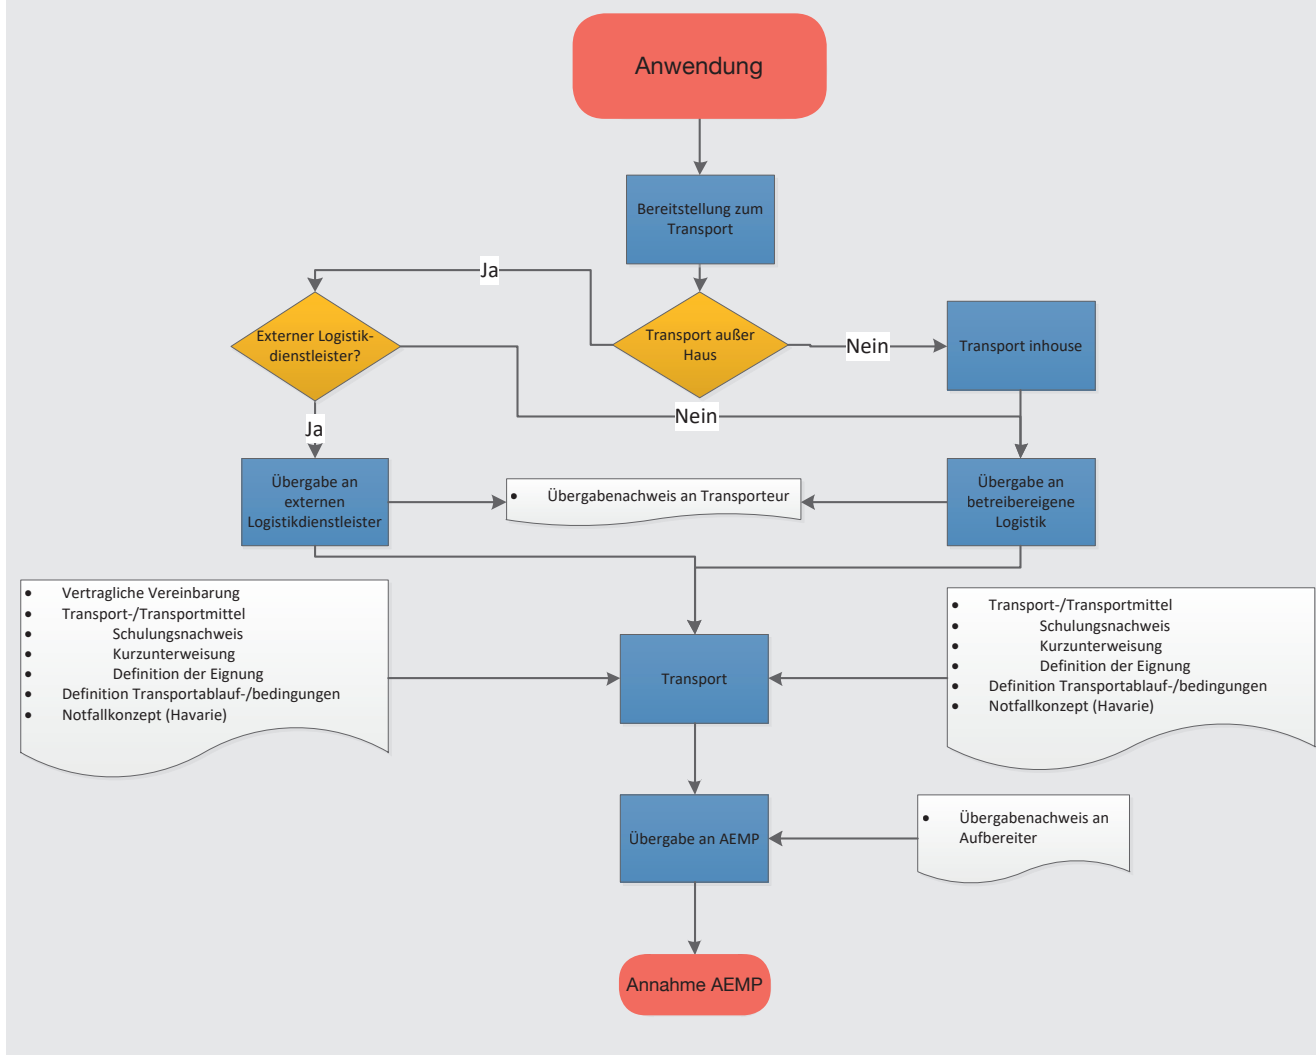 Anwendung
Bereitstellung zum
Transport
Ja
Externer Logistik-
dienstleister?
Transport außer
Haus
Nein
Transport inhouse
Nein
Ja
Übergabe an
externen
Logistikdienstleister
• Übergabenachweis an Transporteur
Übergabe an
betreibereigene
Logistik
• Vertragliche Vereinbarung
• Transport-/Transportmittel
• Schulungsnachweis
• Kurzunterweisung
• Definition der Eignung
• Definition Transportablauf-/bedingungen
• Notfallkonzept (Havarie)
Transport
• Transport-/Transportmittel
• Schulungsnachweis
• Kurzunterweisung
• Definition der Eignung
• Definition Transportablauf-/bedingungen
• Notfallkonzept (Havarie)
Übergabe an AEMP
• Übergabenachweis an
Aufbereiter
Annahme AEMP